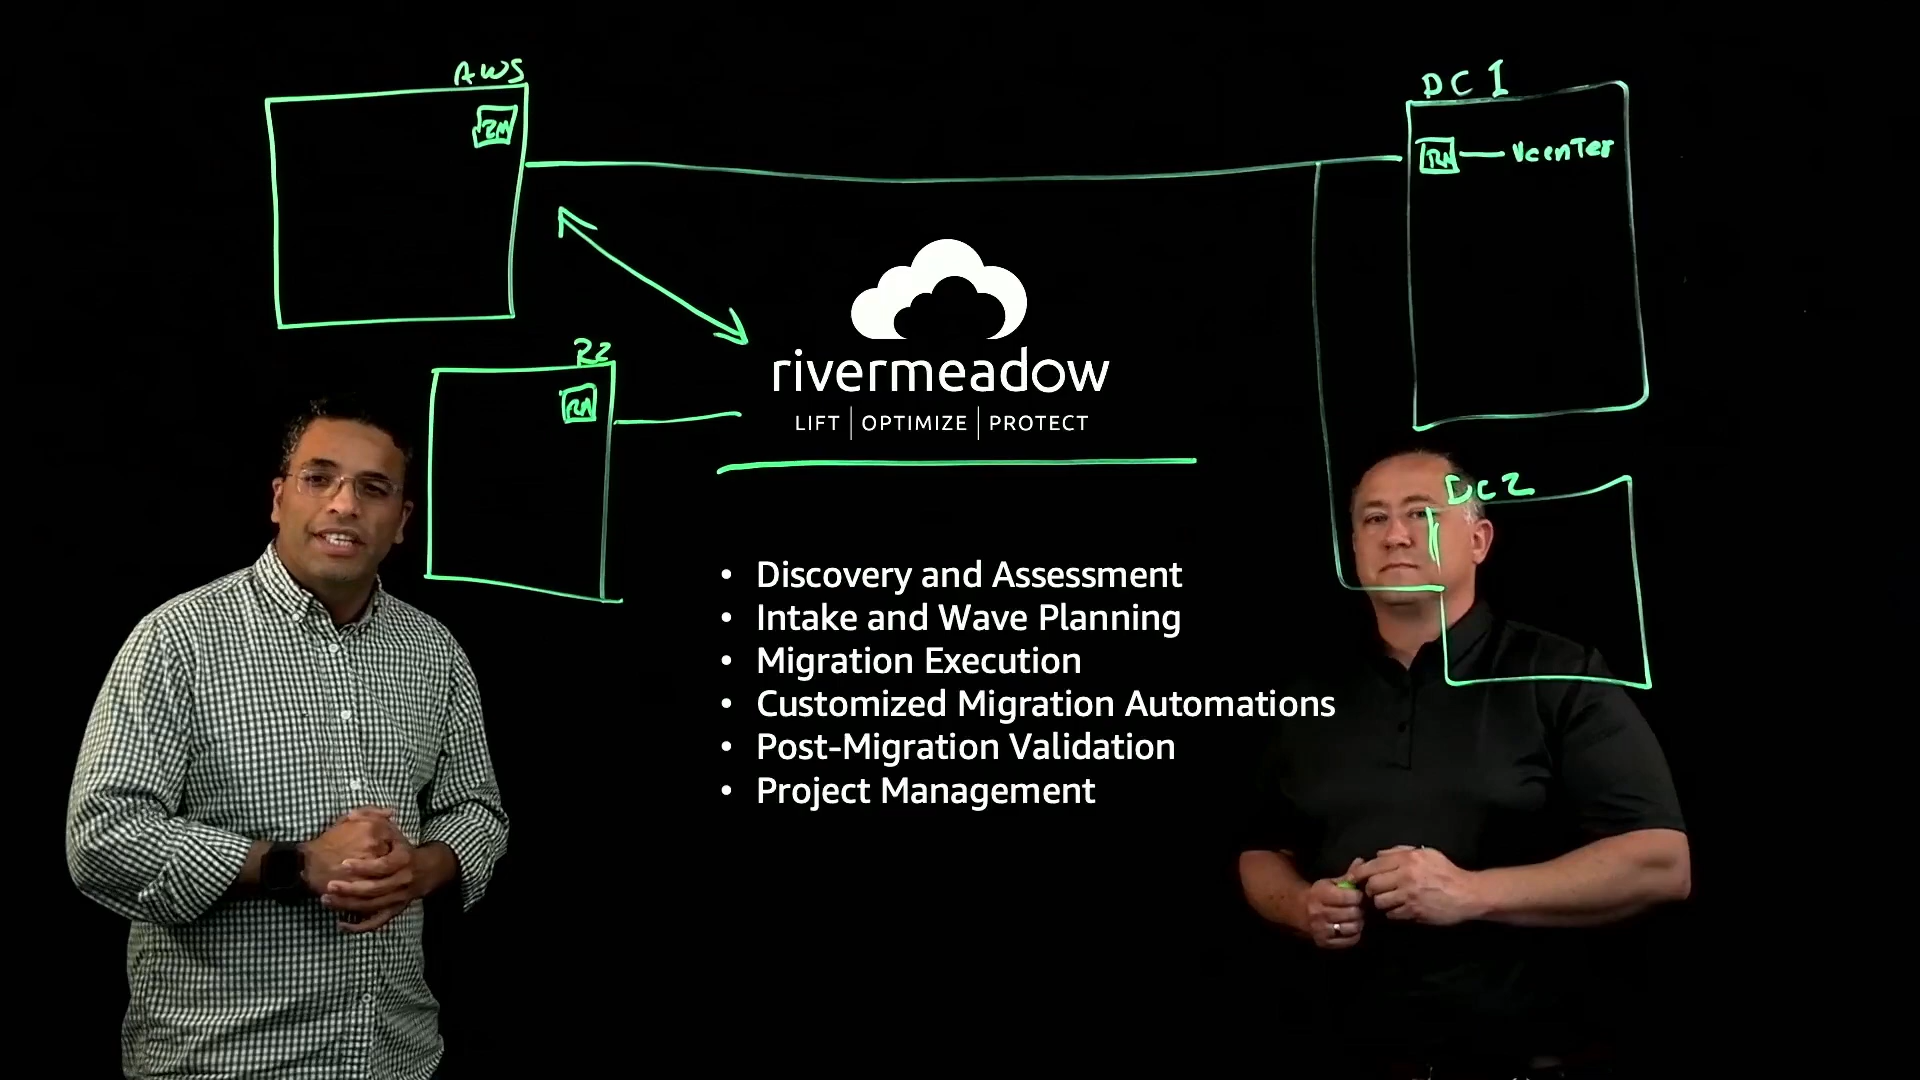 AWS
DC 1
RM
RM
vcenTer
rivermeadow
LIFT | OPTIMIZE | PROTECT
R2
RM
DC2
• Discovery and Assessment
• Intake and Wave Planning
• Migration Execution
• Customized Migration Automations
• Post-Migration Validation
• Project Management